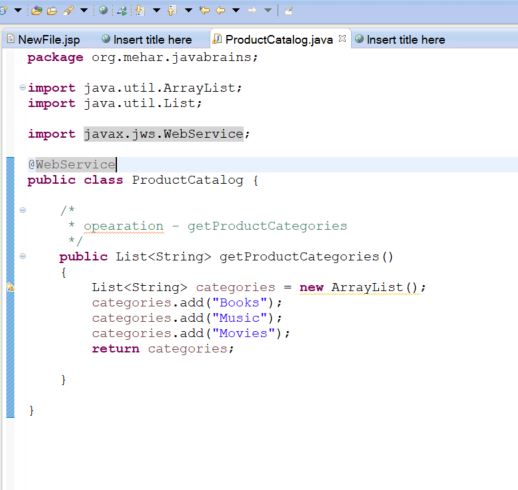 NewFile.jsp Insert title here ProductCatalog.java Insert title here
package org.mehar.javabrains;
import java.util.ArrayList;
import java.util.List;
import javax.jws.WebService;
@WebService
public class ProductCatalog {
/*
* opearation - getProductCategories
*/
public List<String> getProductCategories()
{
List<String> categories = new ArrayList();
categories.add("Books");
categories.add("Music");
categories.add("Movies");
return categories;
}
}